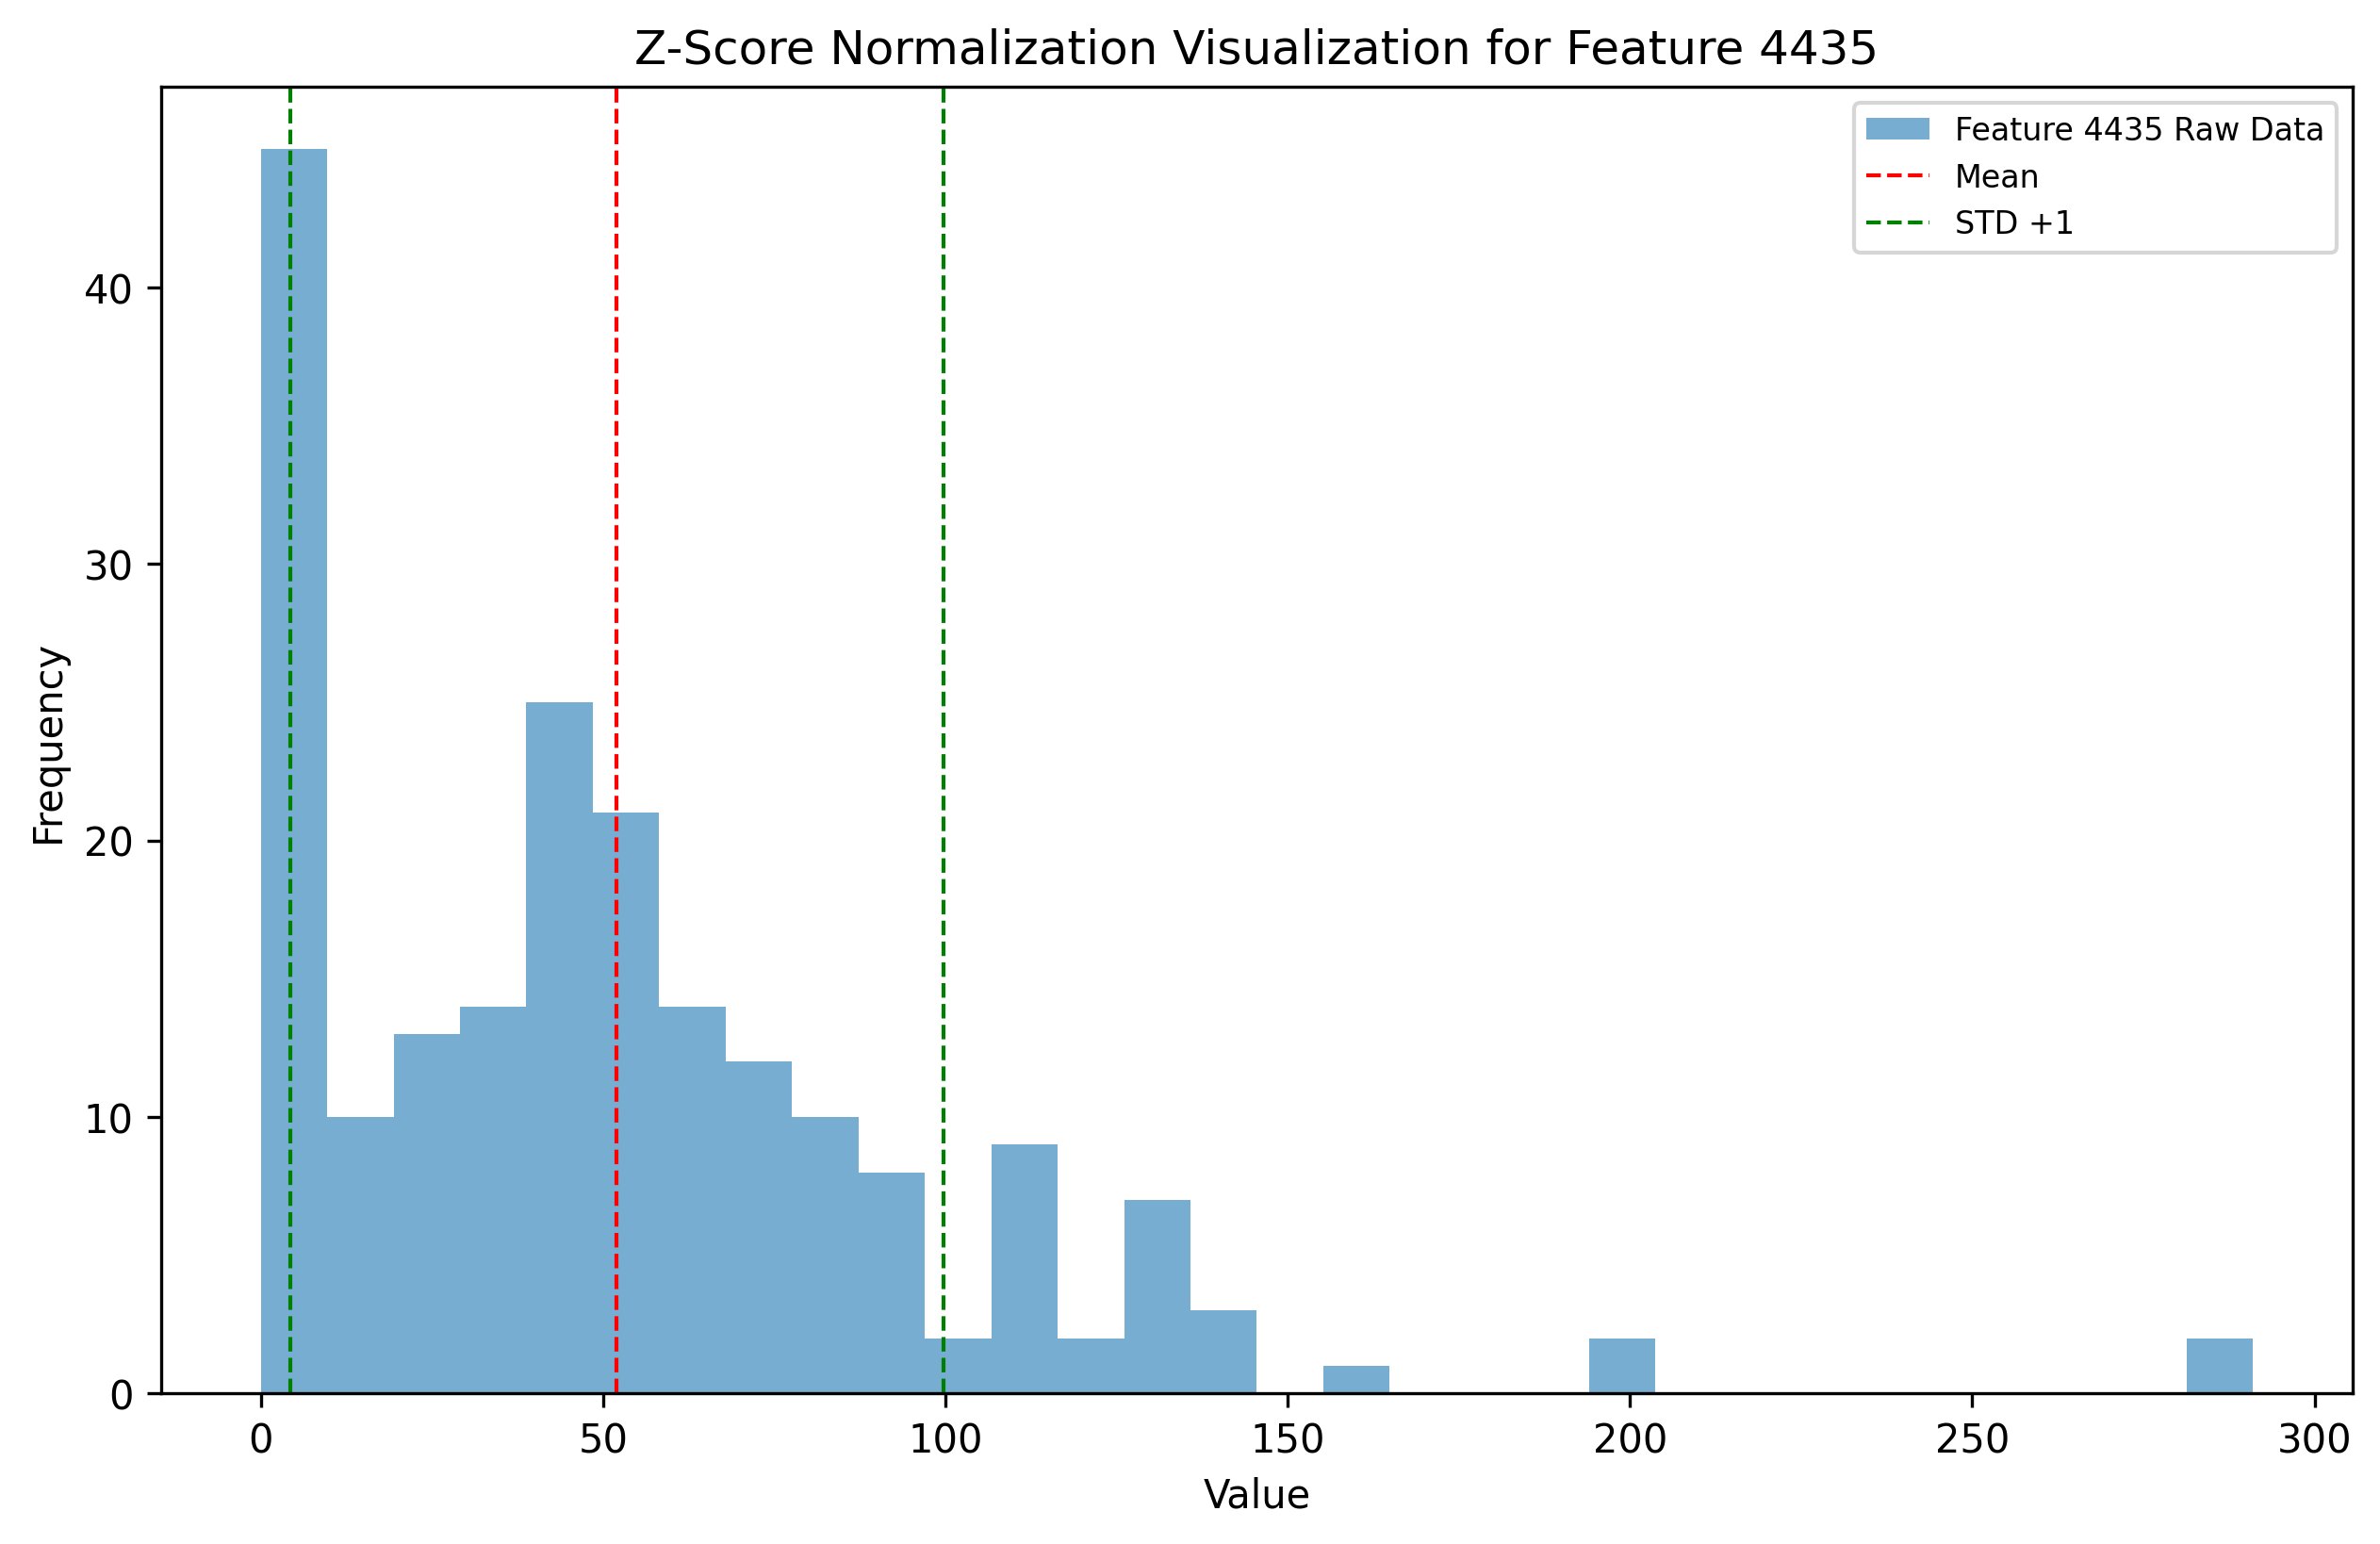 Z-Score Normalization Visualization for Feature 4435
Feature 4435 Raw Data
Mean
STD +1
Frequency
40
30
20
10
0
0 50 100 150 200 250 300
Value